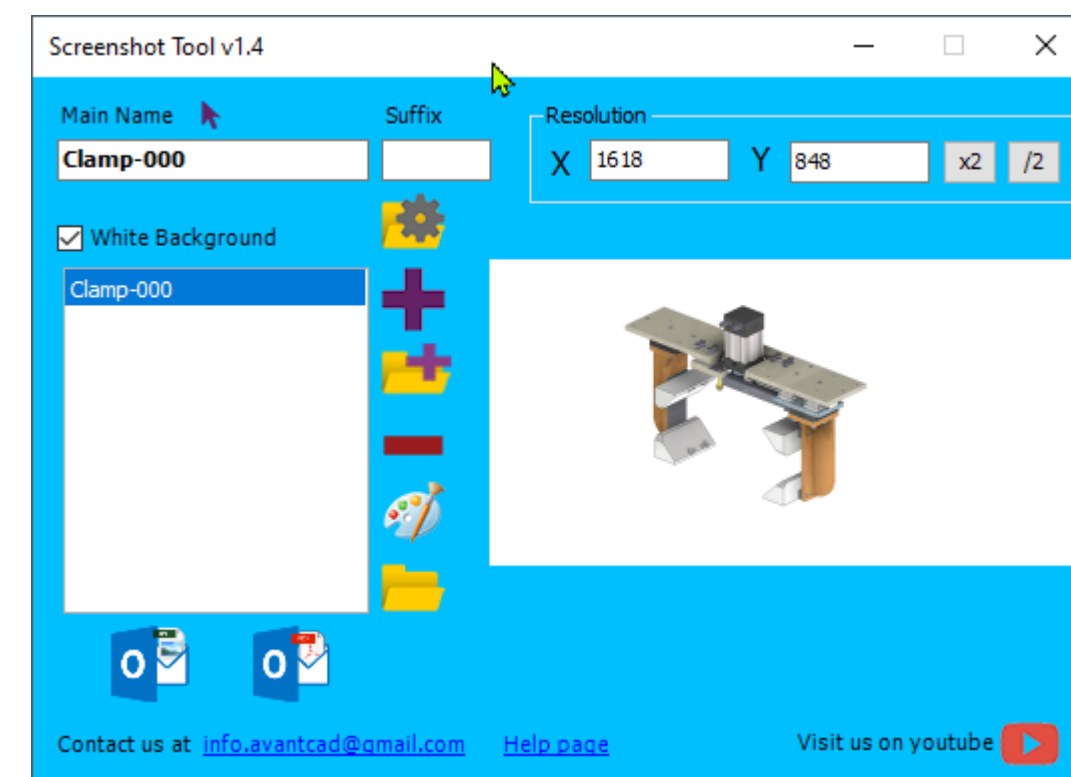 Screenshot Tool v1.4
Main Name
Suffix
Resolution
Clamp-000
X
1618
Y
848
x2
/2
White Background
Clamp-000
O
O
Contact us at info.avantcad@gmail.com
Help page
Visit us on youtube